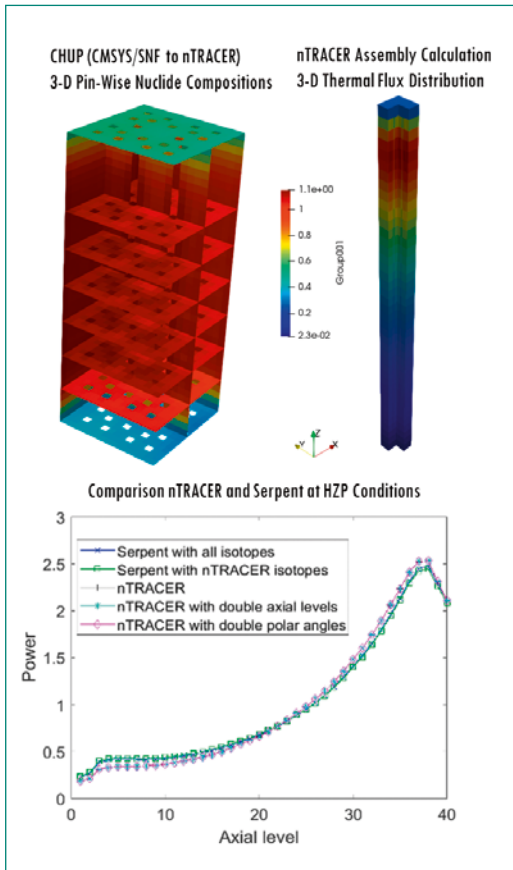 CHUP (CMSYS/SNF to nTRACER)
3-D Pin-Wise Nuclide Compositions
nTRACER Assembly Calculation
3-D Thermal Flux Distribution
1.1e+00
1
0.8
0.6
0.4
0.2
2.3e-02
Group001
Z
Y
X
Comparison nTRACER and Serpent at HZP Conditions
Serpent with all isotopes
Serpent with nTRACER isotopes
nTRACER
nTRACER with double axial levels
nTRACER with double polar angles
Power
3
2.5
2
1.5
1
0.5
0
0
10
20
30
40
Axial level